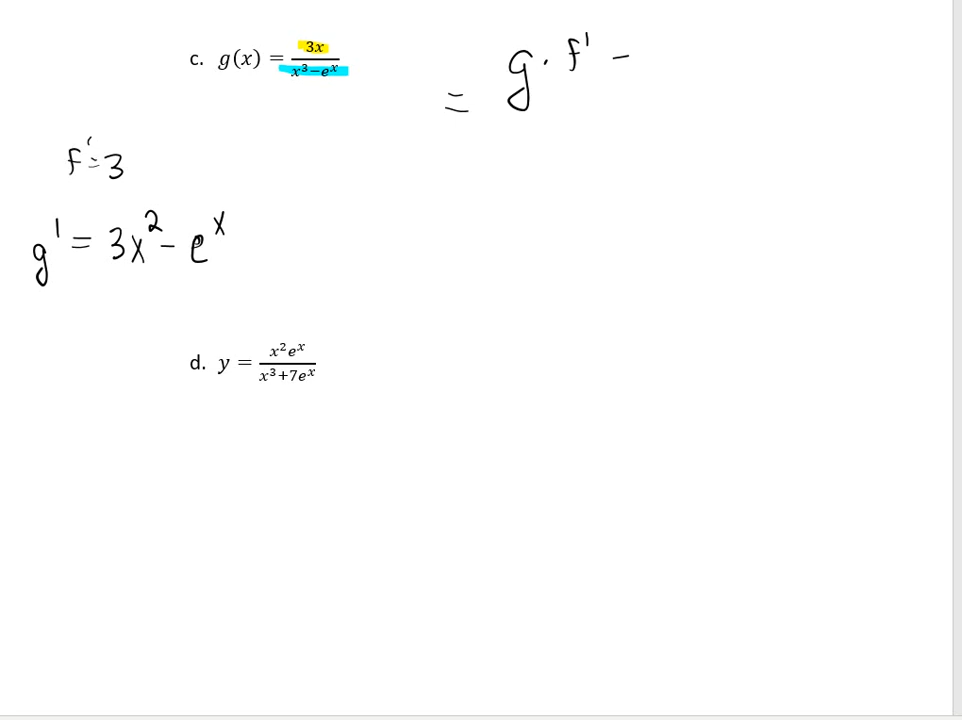 c. g(x) = 3x / x³−eˣ
= g · f' −
f' = 3
g' = 3x² − eˣ
d. y = x²eˣ / x³+7eˣ